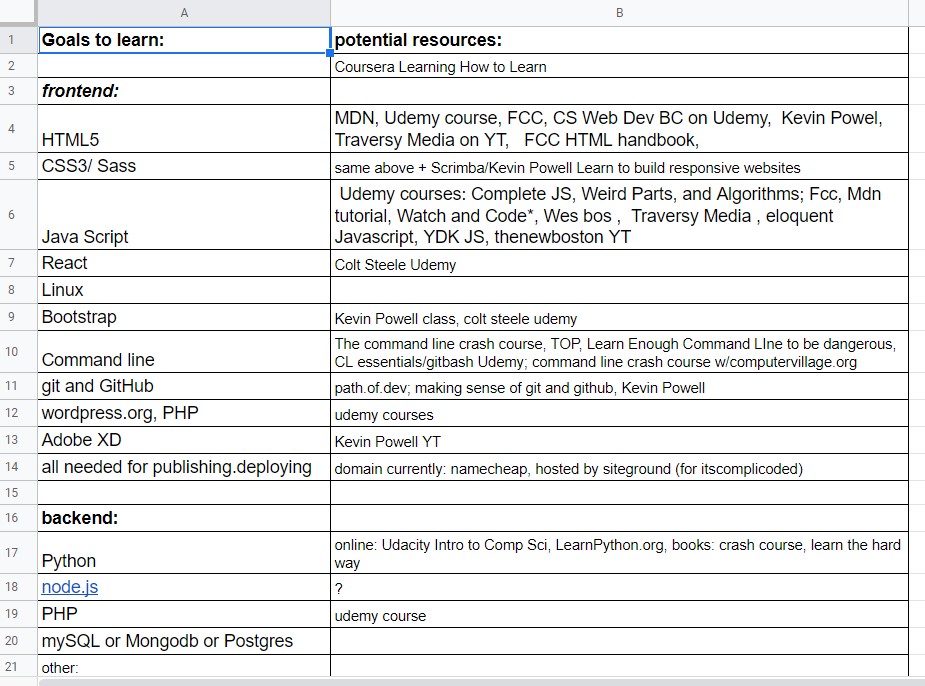 A B
1 Goals to learn: potential resources:
2 Coursera Learning How to Learn
3 frontend:
MDN, Udemy course, FCC, CS Web Dev BC on Udemy,  Kevin Powel,
4 HTML5 Traversy Media on YT,   FCC HTML handbook,
5 CSS3/ Sass same above + Scrimba/Kevin Powell Learn to build responsive websites
Udemy courses: Complete JS, Weird Parts, and Algorithms; Fcc, Mdn
6 tutorial, Watch and Code*, Wes bos ,  Traversy Media , eloquent
Java Script Javascript, YDK JS, thenewboston YT
7 React Colt Steele Udemy
8 Linux
9 Bootstrap Kevin Powell class, colt steele udemy
The command line crash course, TOP, Learn Enough Command LIne to be dangerous,
10 Command line CL essentials/gitbash Udemy; command line crash course w/computervillage.org
11 git and GitHub path.of.dev; making sense of git and github, Kevin Powell
12 wordpress.org, PHP udemy courses
13 Adobe XD Kevin Powell YT
14 all needed for publishing.deploying domain currently: namecheap, hosted by siteground (for itscomplicoded)
15
16 backend:
online: Udacity Intro to Comp Sci, LearnPython.org, books: crash course, learn the hard
17 Python way
18 node.js ?
19 PHP udemy course
20 mySQL or Mongodb or Postgres
21 other: